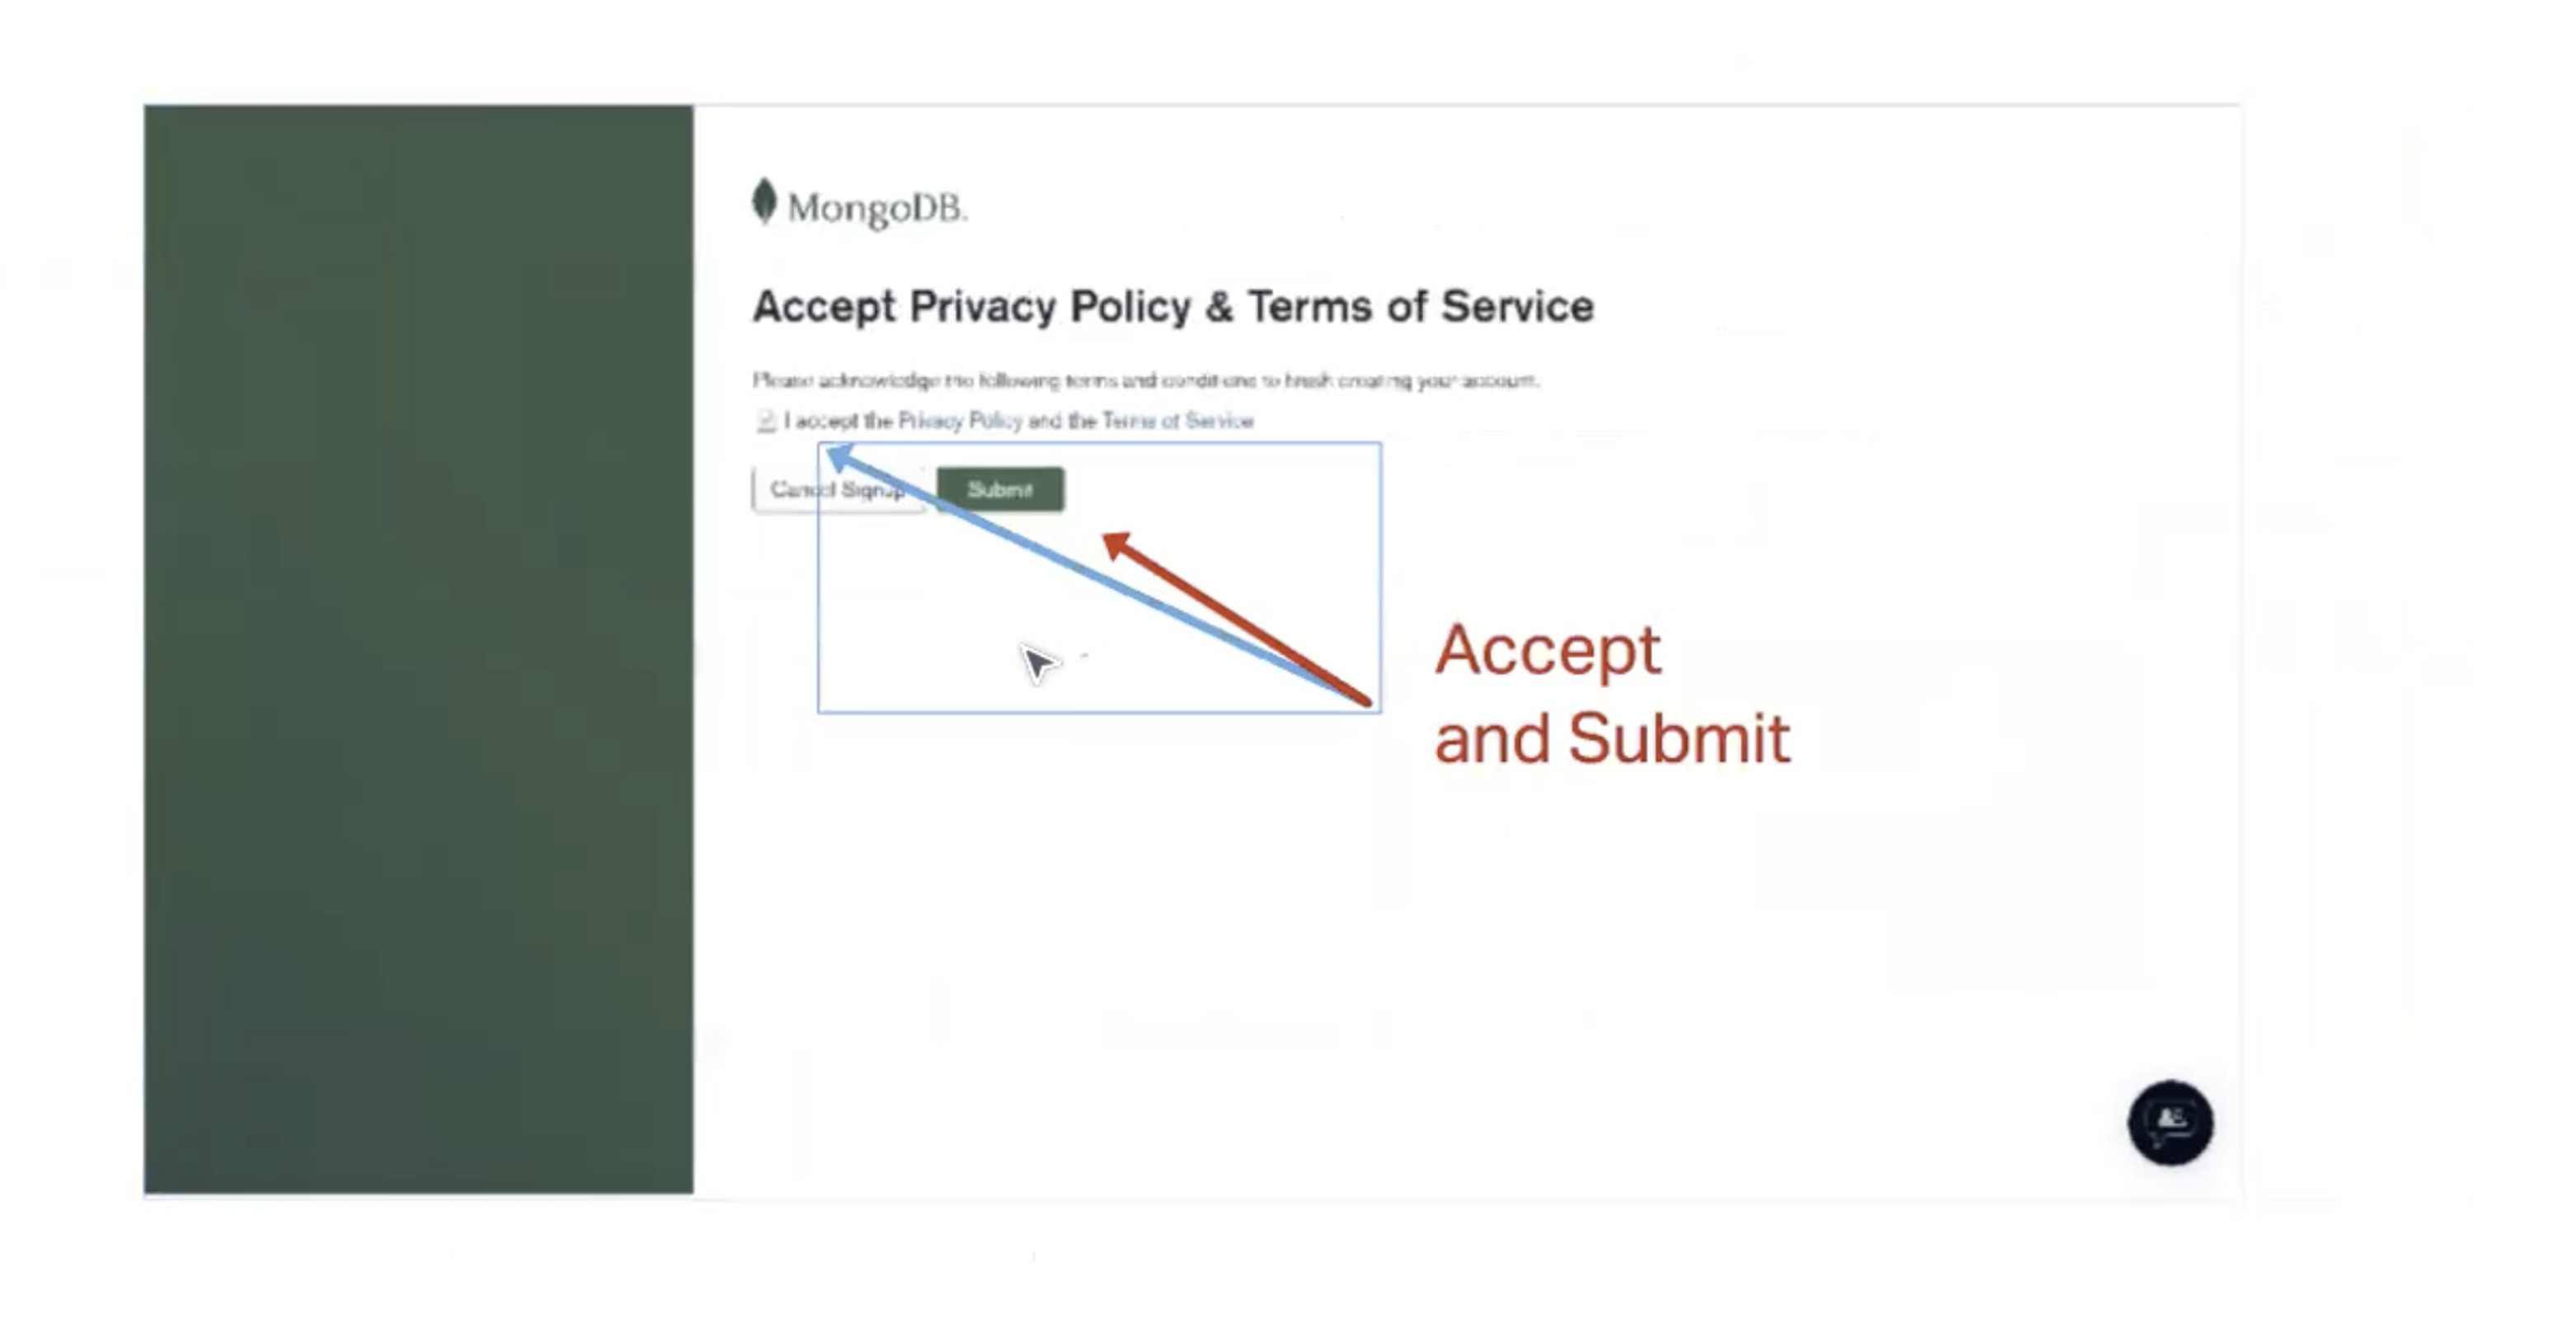 MongoDB.
Accept Privacy Policy & Terms of Service
Please acknowledge the following terms and conditions to finish creating your account.
I accept the Privacy Policy and the Terms of Service
Cancel Signup
Submit
Accept
and Submit